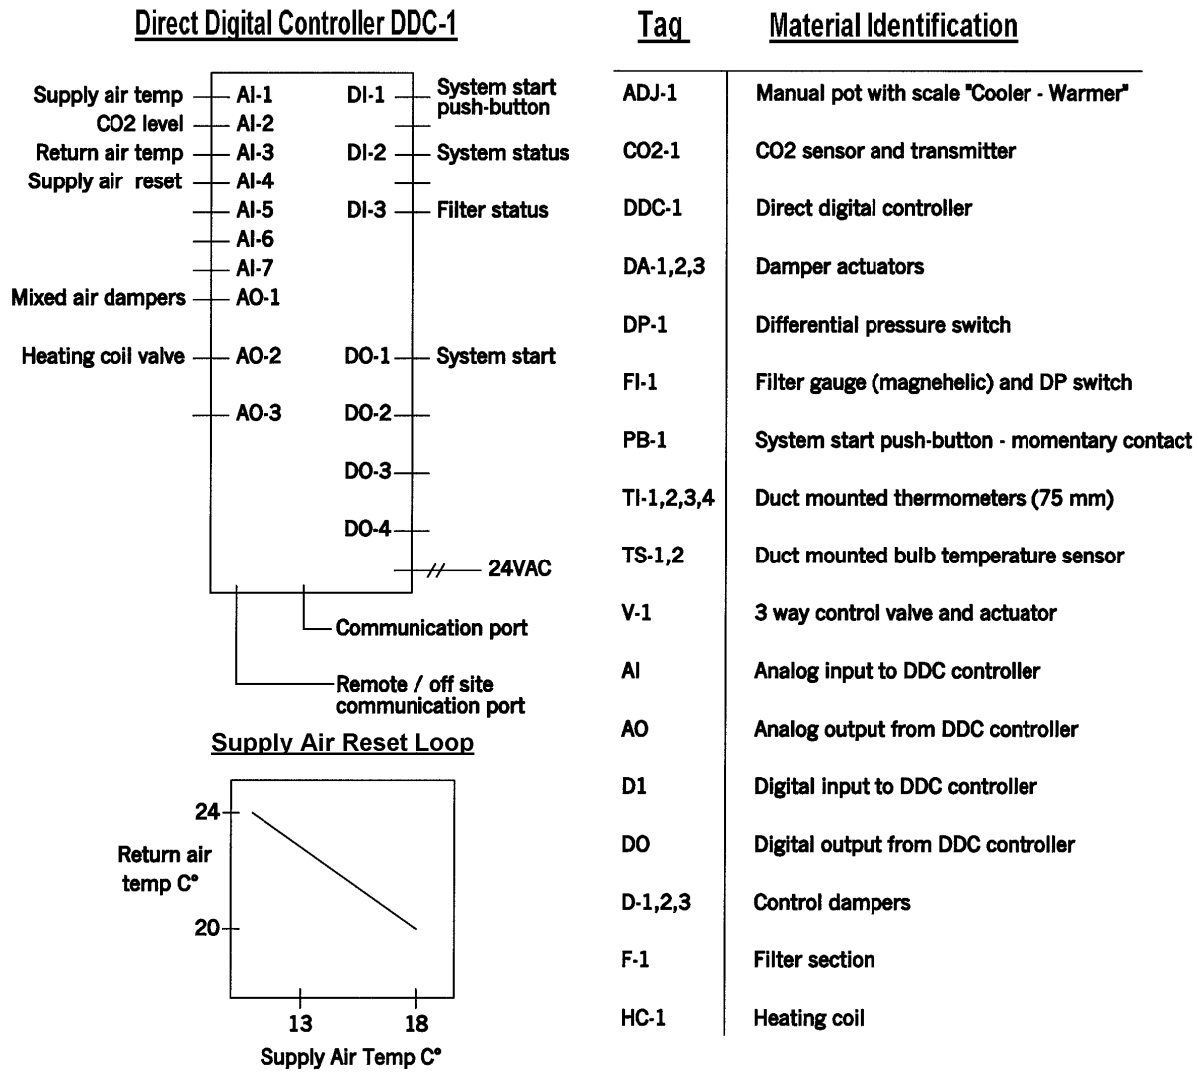 Direct Digital Controller DDC-1
Supply air temp
AI-1
DI-1
System start
push-button
CO2 level
AI-2
Return air temp
AI-3
DI-2
System status
Supply air reset
AI-4
AI-5
DI-3
Filter status
AI-6
AI-7
Mixed air dampers
AO-1
Heating coil valve
AO-2
DO-1
System start
AO-3
DO-2
DO-3
DO-4
24VAC
Communication port
Remote / off site
communication port
Supply Air Reset Loop
24
Return air
temp C°
20
13
18
Supply Air Temp C°
Tag Material Identification
ADJ-1 Manual pot with scale "Cooler - Warmer"
CO2-1 CO2 sensor and transmitter
DDC-1 Direct digital controller
DA-1,2,3 Damper actuators
DP-1 Differential pressure switch
FI-1 Filter gauge (magnehelic) and DP switch
PB-1 System start push-button - momentary contact
TI-1,2,3,4 Duct mounted thermometers (75 mm)
TS-1,2 Duct mounted bulb temperature sensor
V-1 3 way control valve and actuator
AI Analog input to DDC controller
AO Analog output from DDC controller
D1 Digital input to DDC controller
DO Digital output from DDC controller
D-1,2,3 Control dampers
F-1 Filter section
HC-1 Heating coil